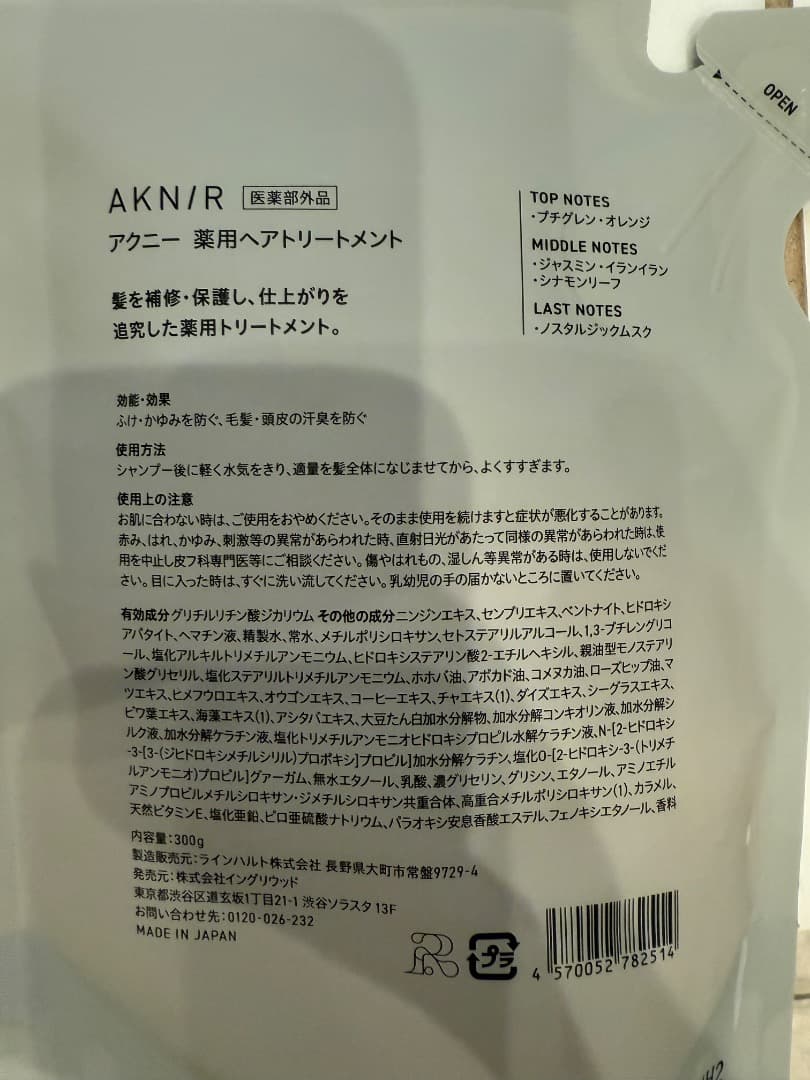 OPEN
AKN/R 医薬部外品
アクニー 薬用ヘアトリートメント
髪を補修・保護し、仕上がりを
追究した薬用トリートメント。
TOP NOTES
・プチグレン・オレンジ
MIDDLE NOTES
・ジャスミン・イランイラン
・シナモンリーフ
LAST NOTES
・ノスタルジックムスク
効能・効果
ふけ・かゆみを防ぐ、毛髪・頭皮の汗臭を防ぐ
使用方法
シャンプー後に軽く水気をきり、適量を髪全体になじませてから、よくすすぎます。
使用上の注意
お肌に合わない時は、ご使用をおやめください。そのまま使用を続けますと症状が悪化することがあります。
赤み、はれ、かゆみ、刺激等の異常があらわれた時、直射日光があたって同様の異常があらわれた時は、使
用を中止し皮フ科専門医等にご相談ください。傷やはれもの、湿しん等異常がある時は、使用しないでくだ
さい。目に入った時は、すぐに洗い流してください。乳幼児の手の届かないところに置いてください。
有効成分グリチルリチン酸ジカリウム その他の成分ニンジンエキス、センブリエキス、ベントナイト、ヒドロキシ
アパタイト、ヘマチン液、精製水、常水、メチルポリシロキサン、セトステアリルアルコール、1,3-ブチレングリコ
ール、塩化アルキルトリメチルアンモニウム、ヒドロキシステアリン酸2-エチルヘキシル、親油型モノステアリ
ン酸グリセリル、塩化ステアリルトリメチルアンモニウム、ホホバ油、アボカド油、コメヌカ油、ローズヒップ油、マ
ツエキス、ヒメフウロエキス、オウゴンエキス、コーヒーエキス、チャエキス(1)、ダイズエキス、シーグラスエキス、
ビワ葉エキス、海藻エキス(1)、アシタバエキス、大豆たん白加水分解物、加水分解コンキオリン液、加水分解シ
ルク液、加水分解ケラチン液、塩化トリメチルアンモニオヒドロキシプロピル加水分解ケラチン液、N-[2-ヒドロキシ
-3-[3-(ジヒドロキシメチルシリル)プロポキシ]プロピル]加水分解ケラチン、塩化O-[2-ヒドロキシ-3-(トリメチ
ルアンモニオ)プロピル]グァーガム、無水エタノール、乳酸、濃グリセリン、グリシン、エタノール、アミノエチル
アミノプロピルメチルシロキサン・ジメチルシロキサン共重合体、高重合メチルポリシロキサン(1)、カラメル、
天然ビタミンE、塩化亜鉛、ピロ亜硫酸ナトリウム、パラオキシ安息香酸エステル、フェノキシエタノール、香料
内容量:300g
製造販売元:ラインハルト株式会社 長野県大町市常盤9729-4
発売元:株式会社イングリウッド
東京都渋谷区道玄坂1丁目21-1 渋谷ソラスタ 13F
お問い合わせ先:0120-026-232
MADE IN JAPAN
プラ
4 570052 782514